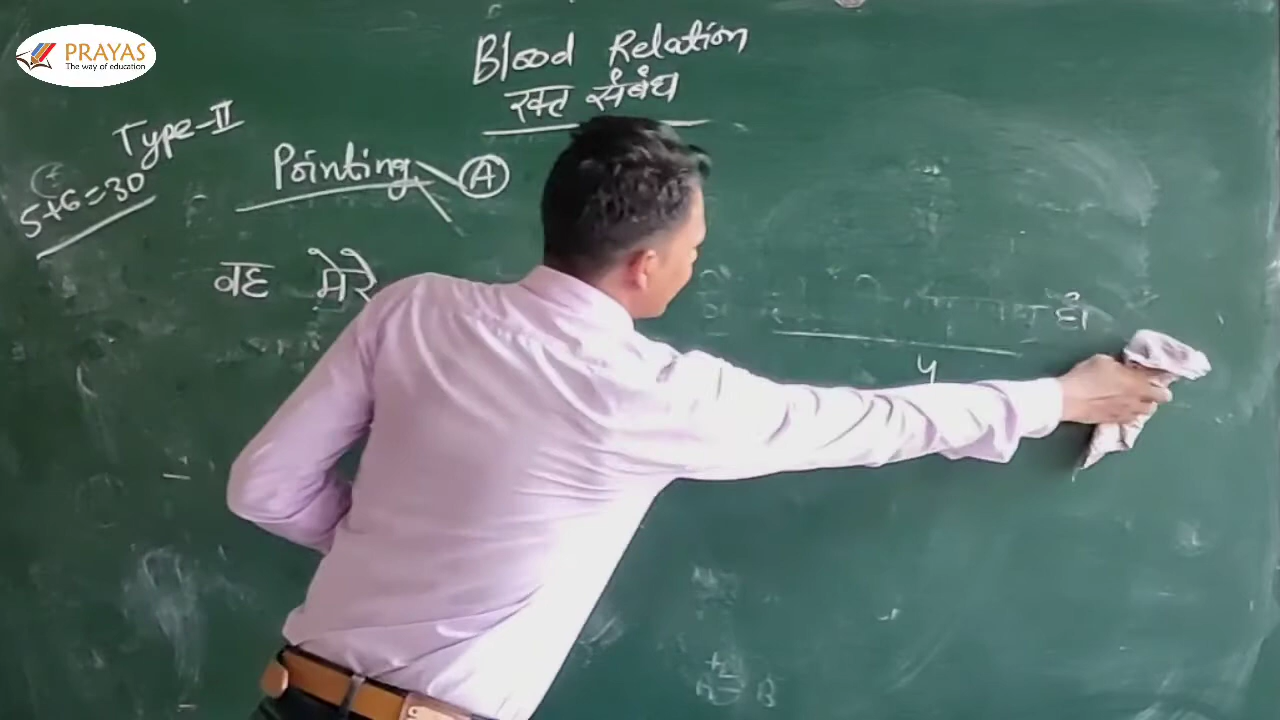 PRAYAS
The way of education
Blood Relation
रक्त संबंध
Type-II
5+6=30
Pointing A
वह मेरे
हो
y
B